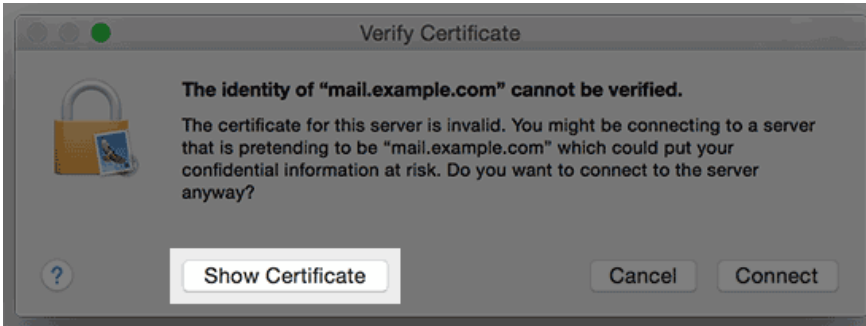 Verify Certificate
The identity of “mail.example.com” cannot be verified.
The certificate for this server is invalid. You might be connecting to a server
that is pretending to be “mail.example.com” which could put your
confidential information at risk. Do you want to connect to the server
anyway?
? Show Certificate Cancel Connect